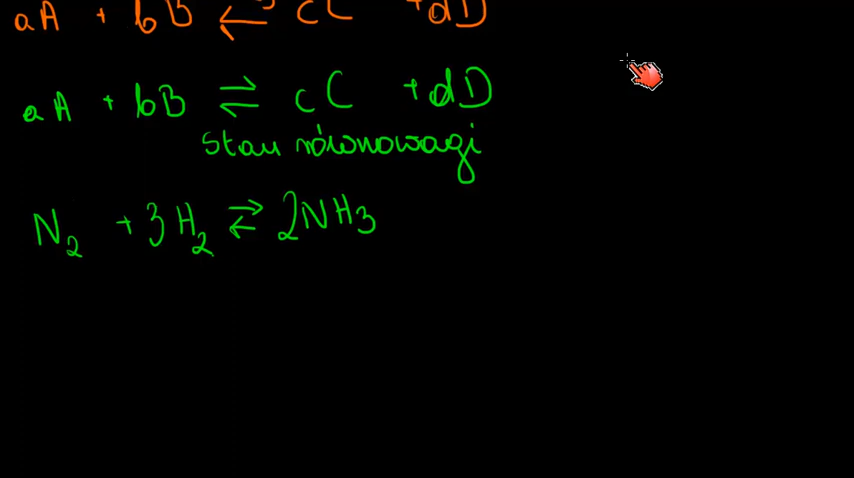 aA + bB ⇄ cC + dD
aA + bB ⇄ cC + dD
Stan równowagi
N₂ + 3H₂ ⇄ 2NH₃